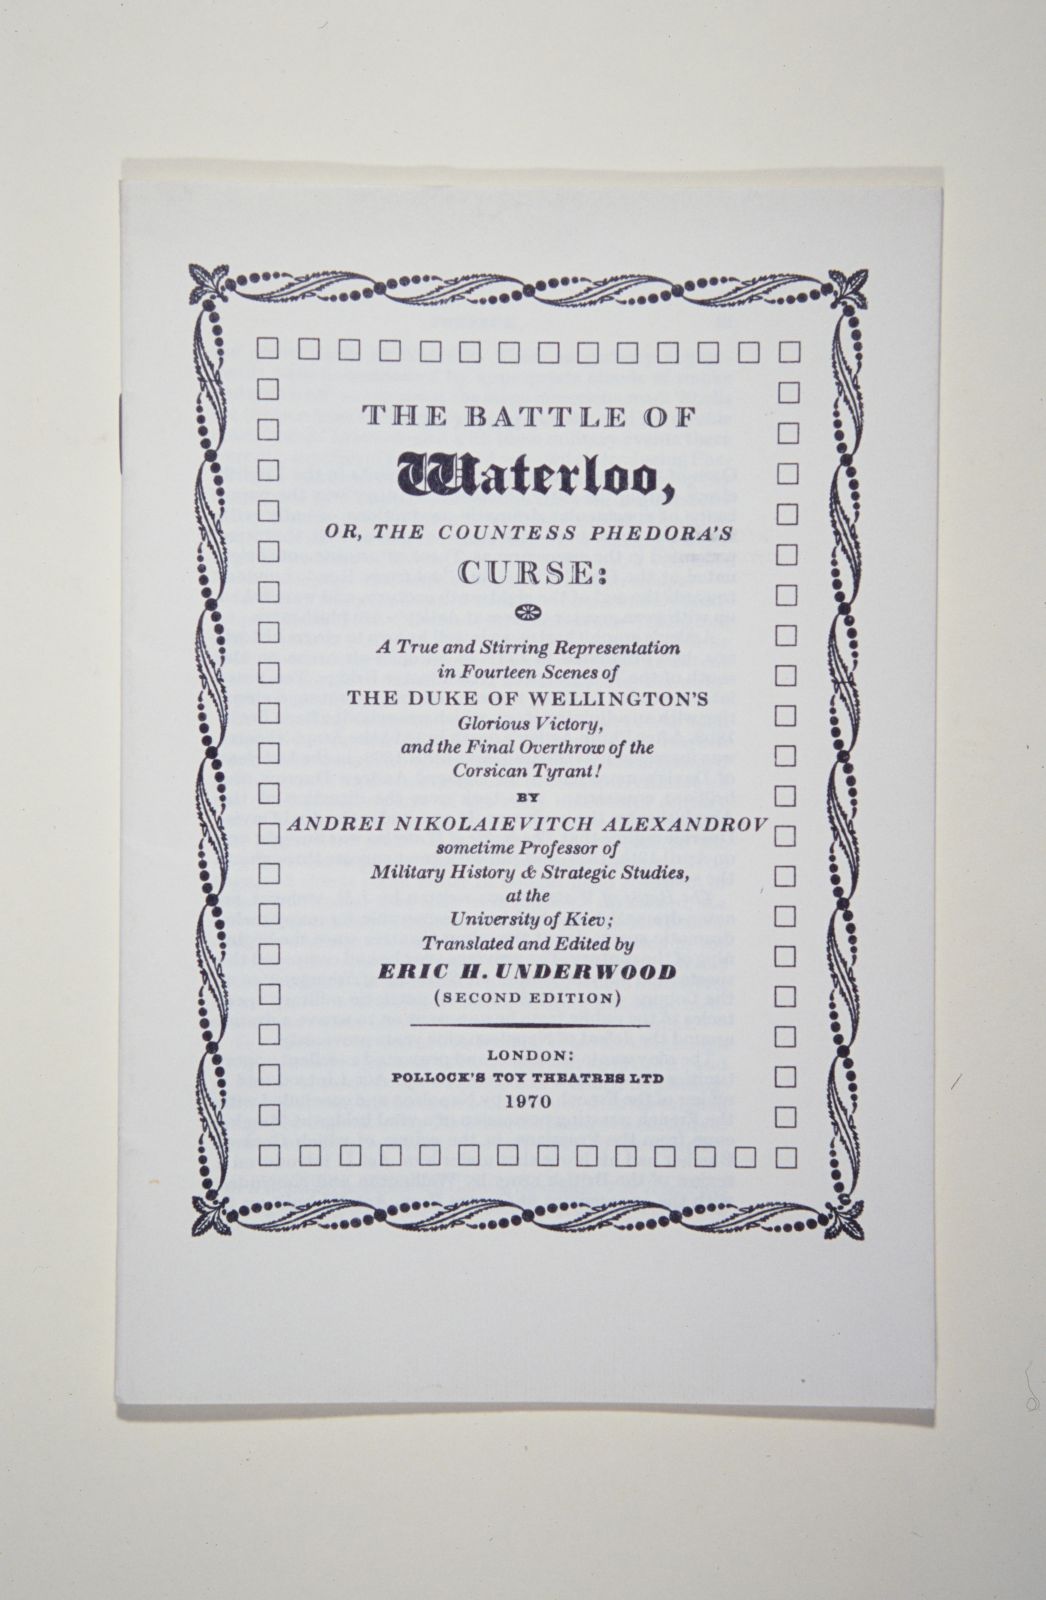 THE BATTLE OF
Waterloo,
OR, THE COUNTESS PHEDORA'S
CURSE:
A True and Stirring Representation
in Fourteen Scenes of
THE DUKE OF WELLINGTON'S
Glorious Victory,
and the Final Overthrow of the
Corsican Tyrant!
BY
ANDREI NIKOLAIEVITCH ALEXANDROV
sometime Professor of
Military History & Strategic Studies,
at the
University of Kiev;
Translated and Edited by
ERIC H. UNDERWOOD
(SECOND EDITION)
LONDON:
POLLOCK'S TOY THEATRES LTD
1970